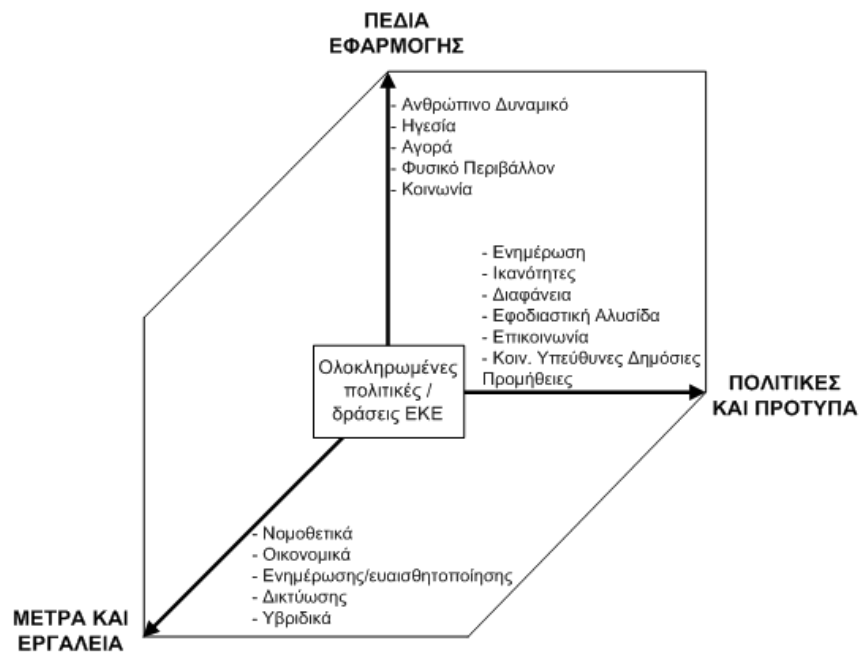 ΠΕΔΙΑ
ΕΦΑΡΜΟΓΗΣ
- Ανθρώπινο Δυναμικό
- Ηγεσία
- Αγορά
- Φυσικό Περιβάλλον
- Κοινωνία
- Ενημέρωση
- Ικανότητες
- Διαφάνεια
- Εφοδιαστική Αλυσίδα
- Επικοινωνία
- Κοιν. Υπεύθυνες Δημόσιες
Προμήθειες
Ολοκληρωμένες
πολιτικές /
δράσεις ΕΚΕ
ΠΟΛΙΤΙΚΕΣ
ΚΑΙ ΠΡΟΤΥΠΑ
- Νομοθετικά
- Οικονομικά
- Ενημέρωσης/ευαισθητοποίησης
- Δικτύωσης
- Υβριδικά
ΜΕΤΡΑ ΚΑΙ
ΕΡΓΑΛΕΙΑ